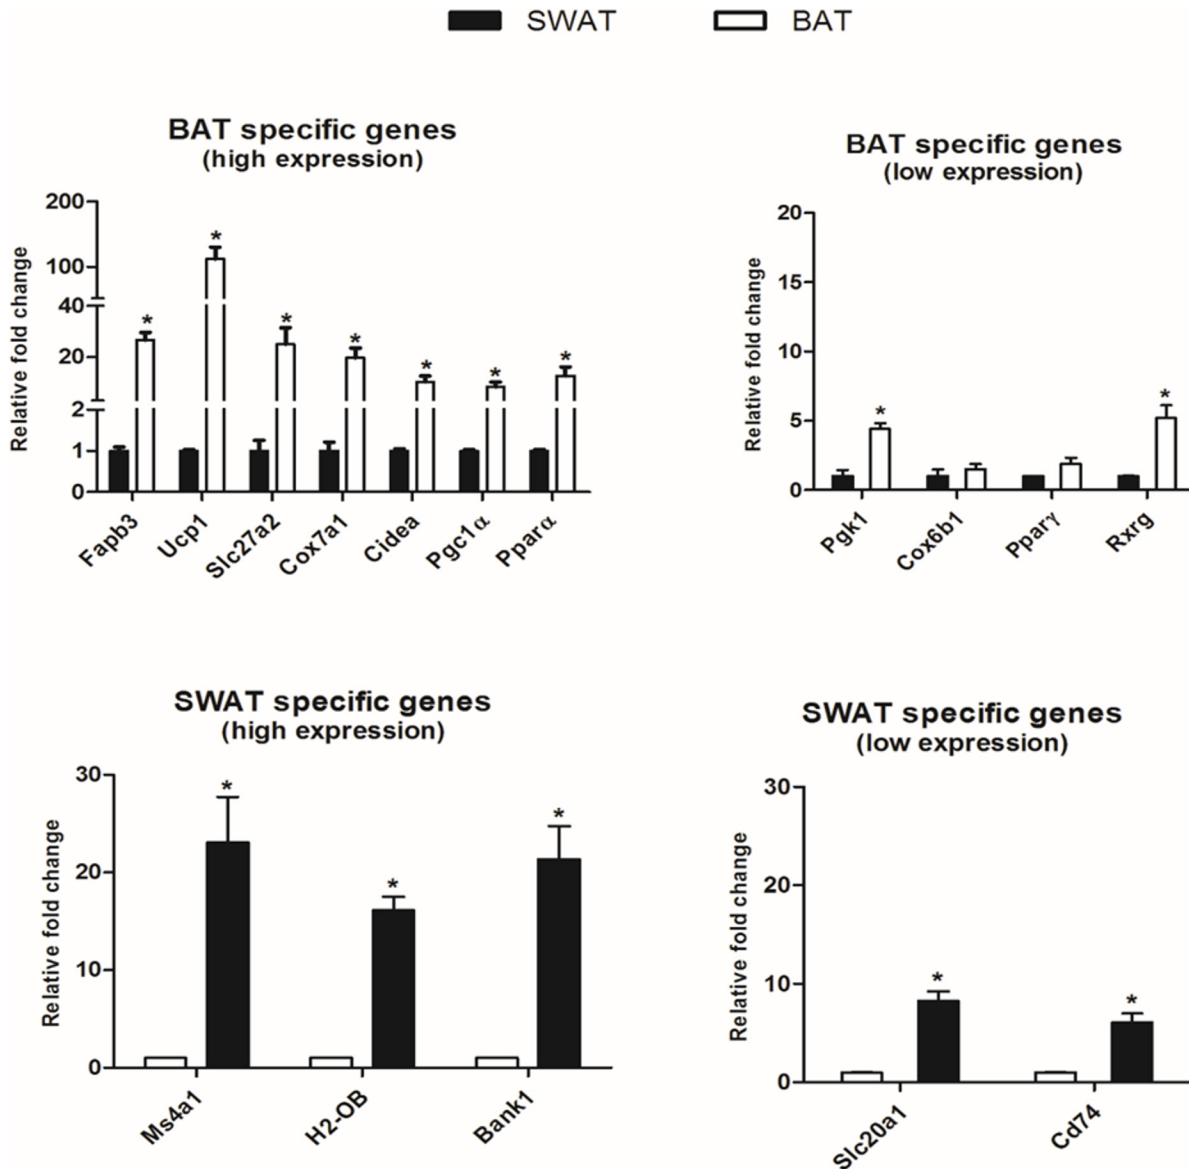 SWAT BAT
BAT specific genes
(high expression)
Relative fold change
200
100
40
20
2
1
0
* * * * * * *
Fapb3 Ucp1 Slc27a2 Cox7a1 Cidea Pgc1α Pparα
BAT specific genes
(low expression)
Relative fold change
20
15
10
5
0
* *
Pgk1 Cox6b1 Pparγ Rxrg
SWAT specific genes
(high expression)
Relative fold change
30
20
10
0
* * *
Ms4a1 H2-OB Bank1
SWAT specific genes
(low expression)
Relative fold change
30
20
10
0
* *
Slc20a1 Cd74